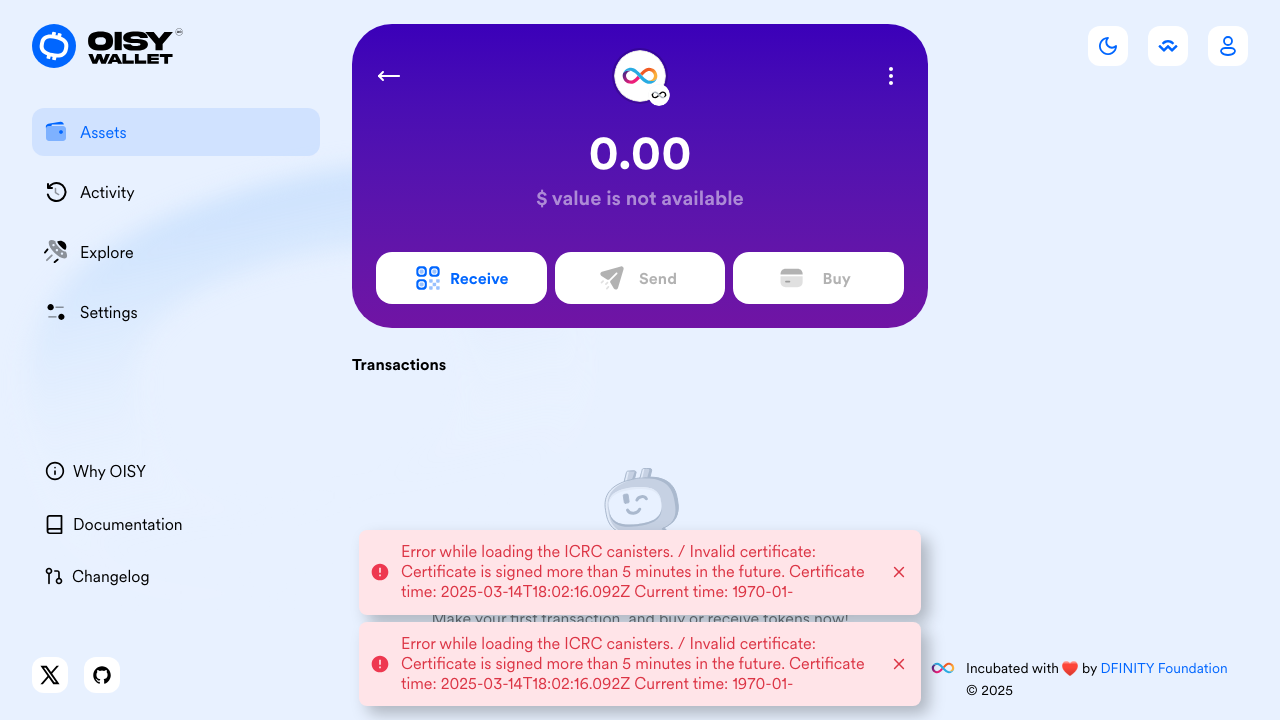 OISY
WALLET
Assets
Activity
Explore
Settings
Why OISY
Documentation
Changelog
0.00
$ value is not available
Receive
Send
Buy
Transactions
Error while loading the ICRC canisters. / Invalid certificate:
Certificate is signed more than 5 minutes in the future. Certificate
time: 2025-03-14T18:02:16.092Z Current time: 1970-01-
Make your first transaction, and buy or receive tokens now!
Error while loading the ICRC canisters. / Invalid certificate:
Certificate is signed more than 5 minutes in the future. Certificate
time: 2025-03-14T18:02:16.092Z Current time: 1970-01-
Incubated with ❤️ by DFINITY Foundation
© 2025